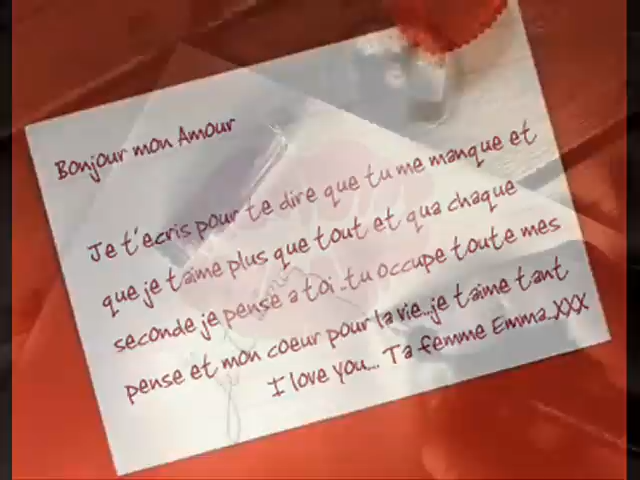 Bonjour mon Amour
Je t'ecris pour te dire que tu me manque et
que je t'aime plus que tout et qua chaque
seconde je pense a toi..tu occupe toute mes
pense et mon coeur pour la vie...je t'aime tant
I love you... Ta femme Emma..XXX